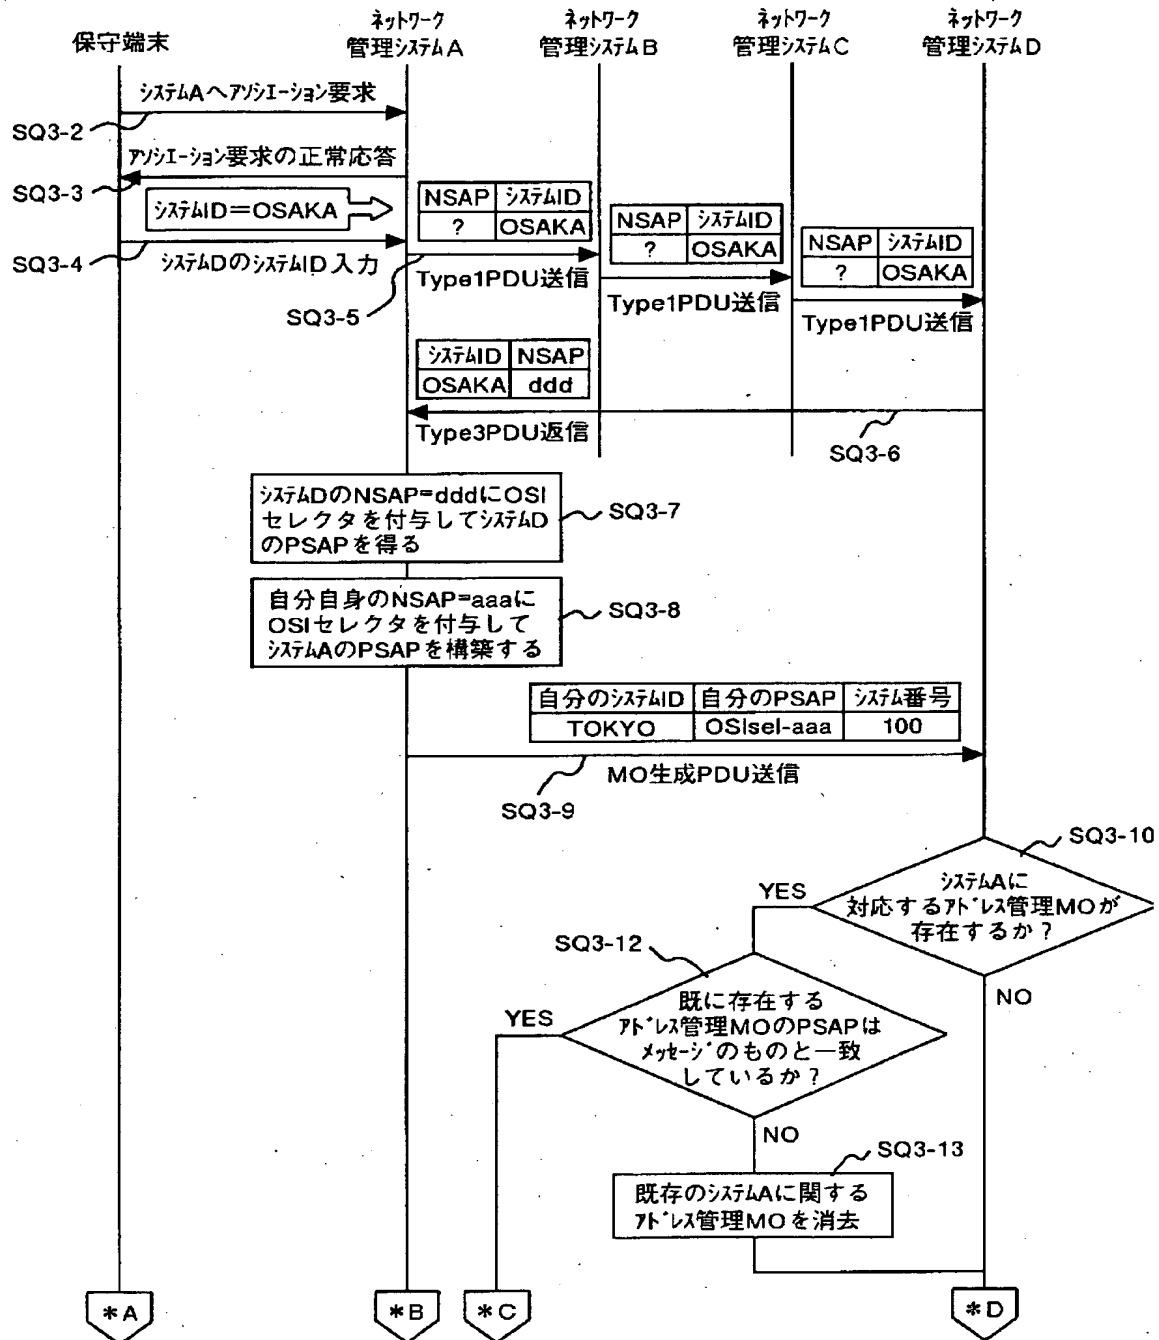 保守端末
ネットワーク
管理システムA
ネットワーク
管理システムB
ネットワーク
管理システムC
ネットワーク
管理システムD
システムAへアソシエーション要求
SQ3-2
アソシエーション要求の正常応答
SQ3-3
システムID=OSAKA
NSAP システムID
? OSAKA
NSAP システムID
? OSAKA
NSAP システムID
? OSAKA
SQ3-4
システムDのシステムID入力
Type1PDU送信
Type1PDU送信
Type1PDU送信
SQ3-5
システムID NSAP
OSAKA ddd
Type3PDU返信
SQ3-6
システムDのNSAP=dddにOSI
セレクタを付与してシステムD
のPSAPを得る
SQ3-7
自分自身のNSAP=aaaに
OSIセレクタを付与して
システムAのPSAPを構築する
SQ3-8
自分のシステムID 自分のPSAP システム番号
TOKYO OSIsel-aaa 100
MO生成PDU送信
SQ3-9
SQ3-10
システムAに
対応するアドレス管理MOが
存在するか?
YES
NO
SQ3-12
既に存在する
アドレス管理MOのPSAPは
メッセージのものと一致
しているか?
YES
NO
SQ3-13
既存のシステムAに関する
アドレス管理MOを消去
*A
*B
*C
*D